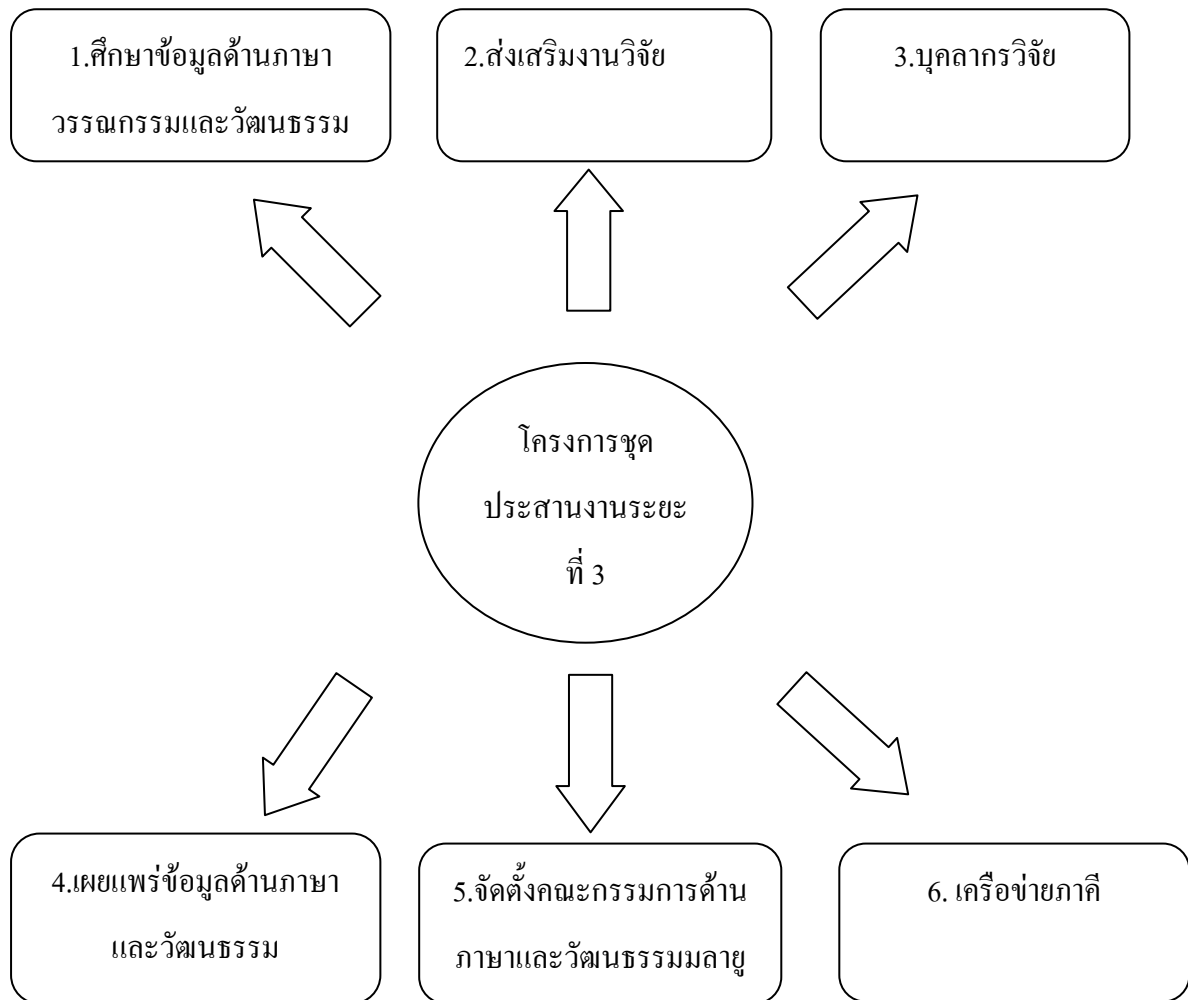 1.ศึกษาข้อมูลด้านภาษา
วรรณกรรมและวัฒนธรรม
2.ส่งเสริมงานวิจัย
3.บุคลากรวิจัย
โครงการชุด
ประสานงานระยะ
ที่ 3
4.เผยแพร่ข้อมูลด้านภาษา
และวัฒนธรรม
5.จัดตั้งคณะกรรมการด้าน
ภาษาและวัฒนธรรมมลายู
6. เครือข่ายภาคี